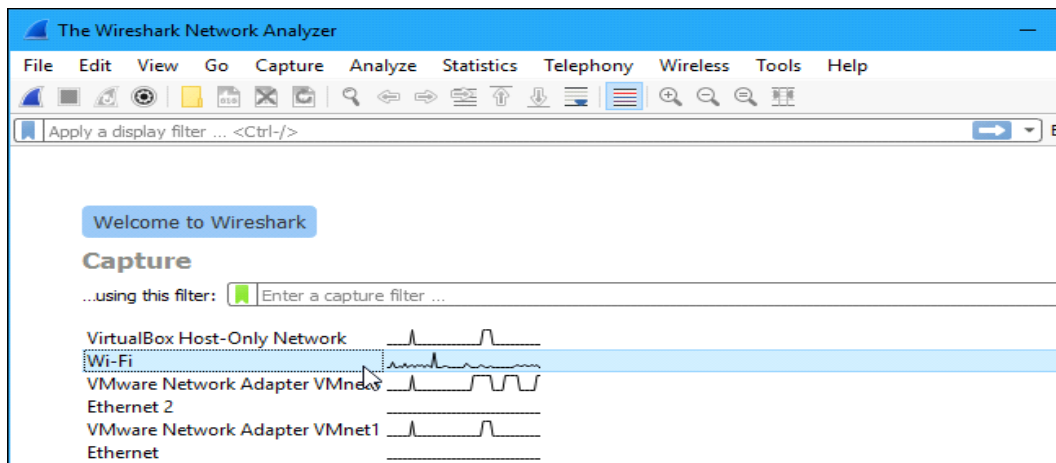 The Wireshark Network Analyzer
File Edit View Go Capture Analyze Statistics Telephony Wireless Tools Help
Apply a display filter ... <Ctrl-/>
Welcome to Wireshark
Capture
...using this filter: Enter a capture filter ...
VirtualBox Host-Only Network
Wi-Fi
VMware Network Adapter
Ethernet 2
VMware Network Adapter VMnet1
Ethernet